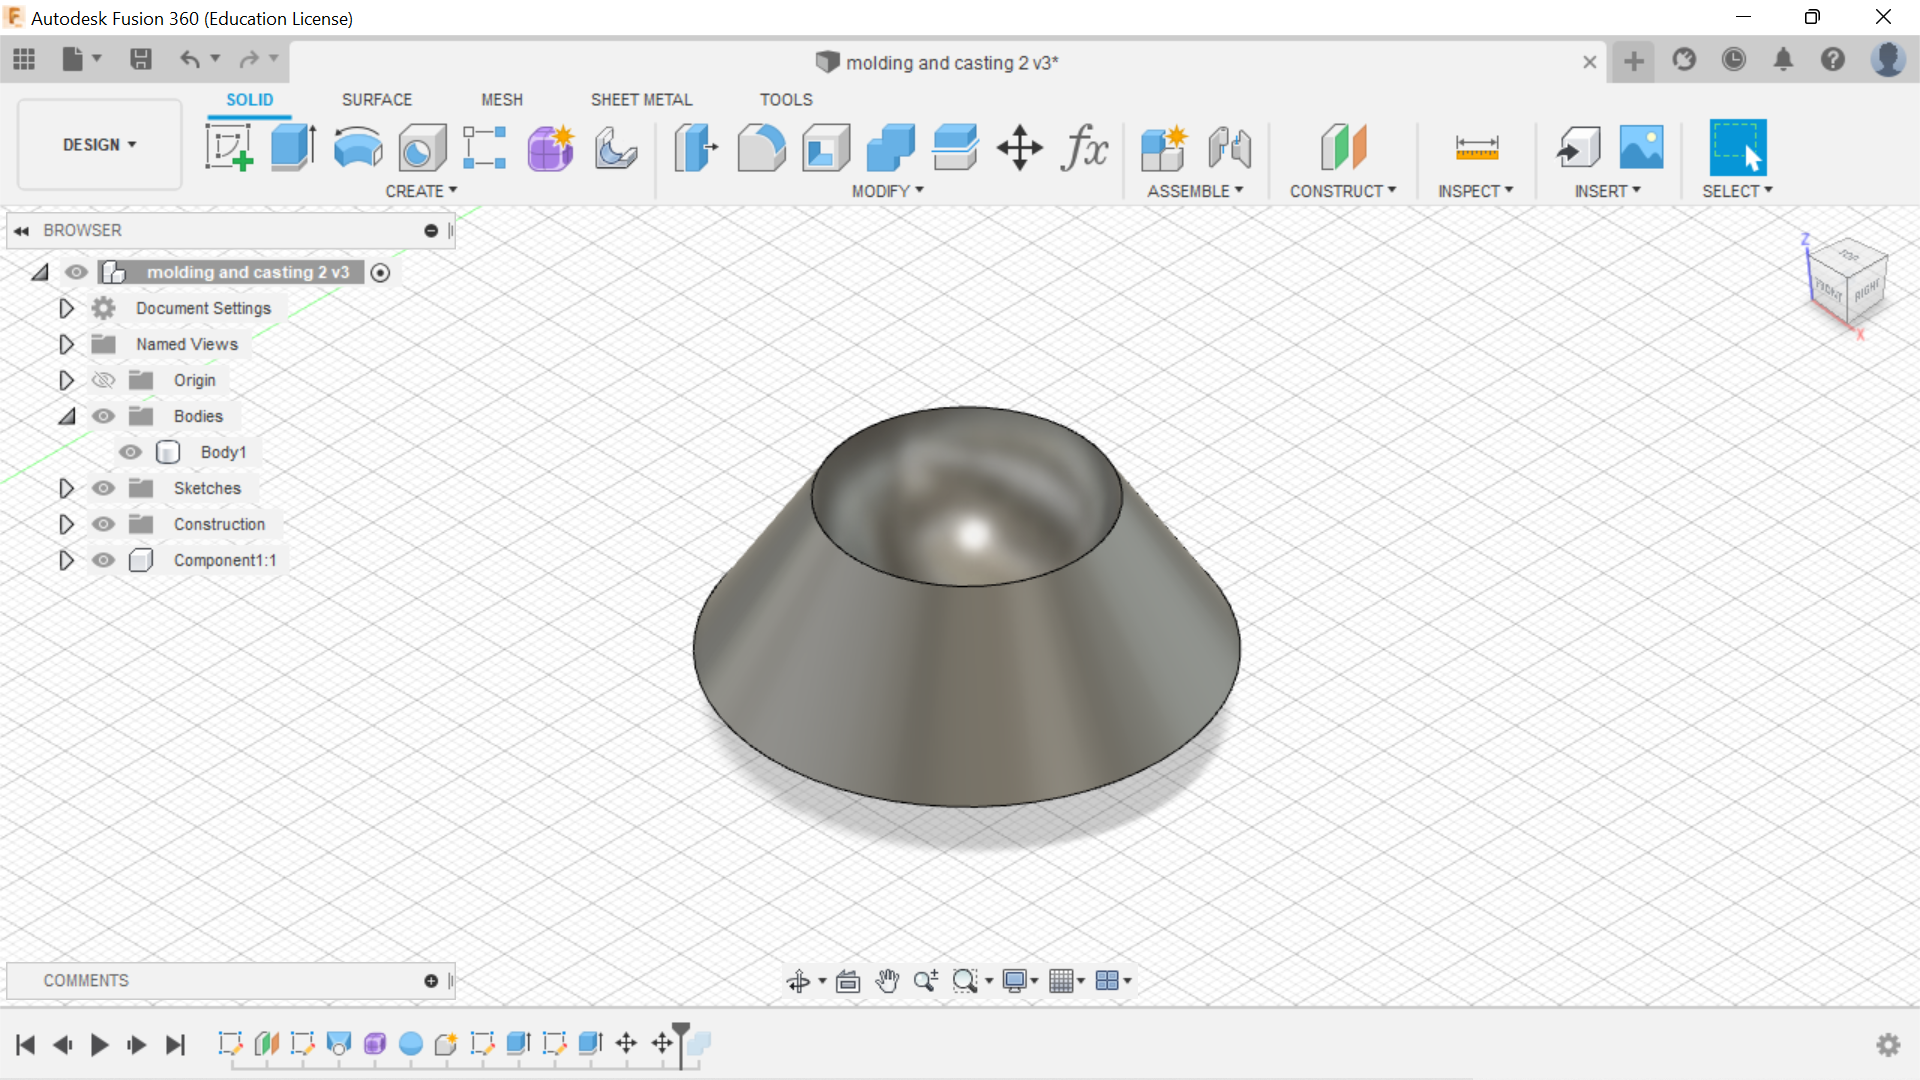 Autodesk Fusion 360 (Education License)
molding and casting 2 v3*
SOLID SURFACE MESH SHEET METAL TOOLS
DESIGN
CREATE MODIFY ASSEMBLE CONSTRUCT INSPECT INSERT SELECT
BROWSER
molding and casting 2 v3
Document Settings
Named Views
Origin
Bodies
Body1
Sketches
Construction
Component1:1
Z
TOP
FRONT RIGHT
X
COMMENTS